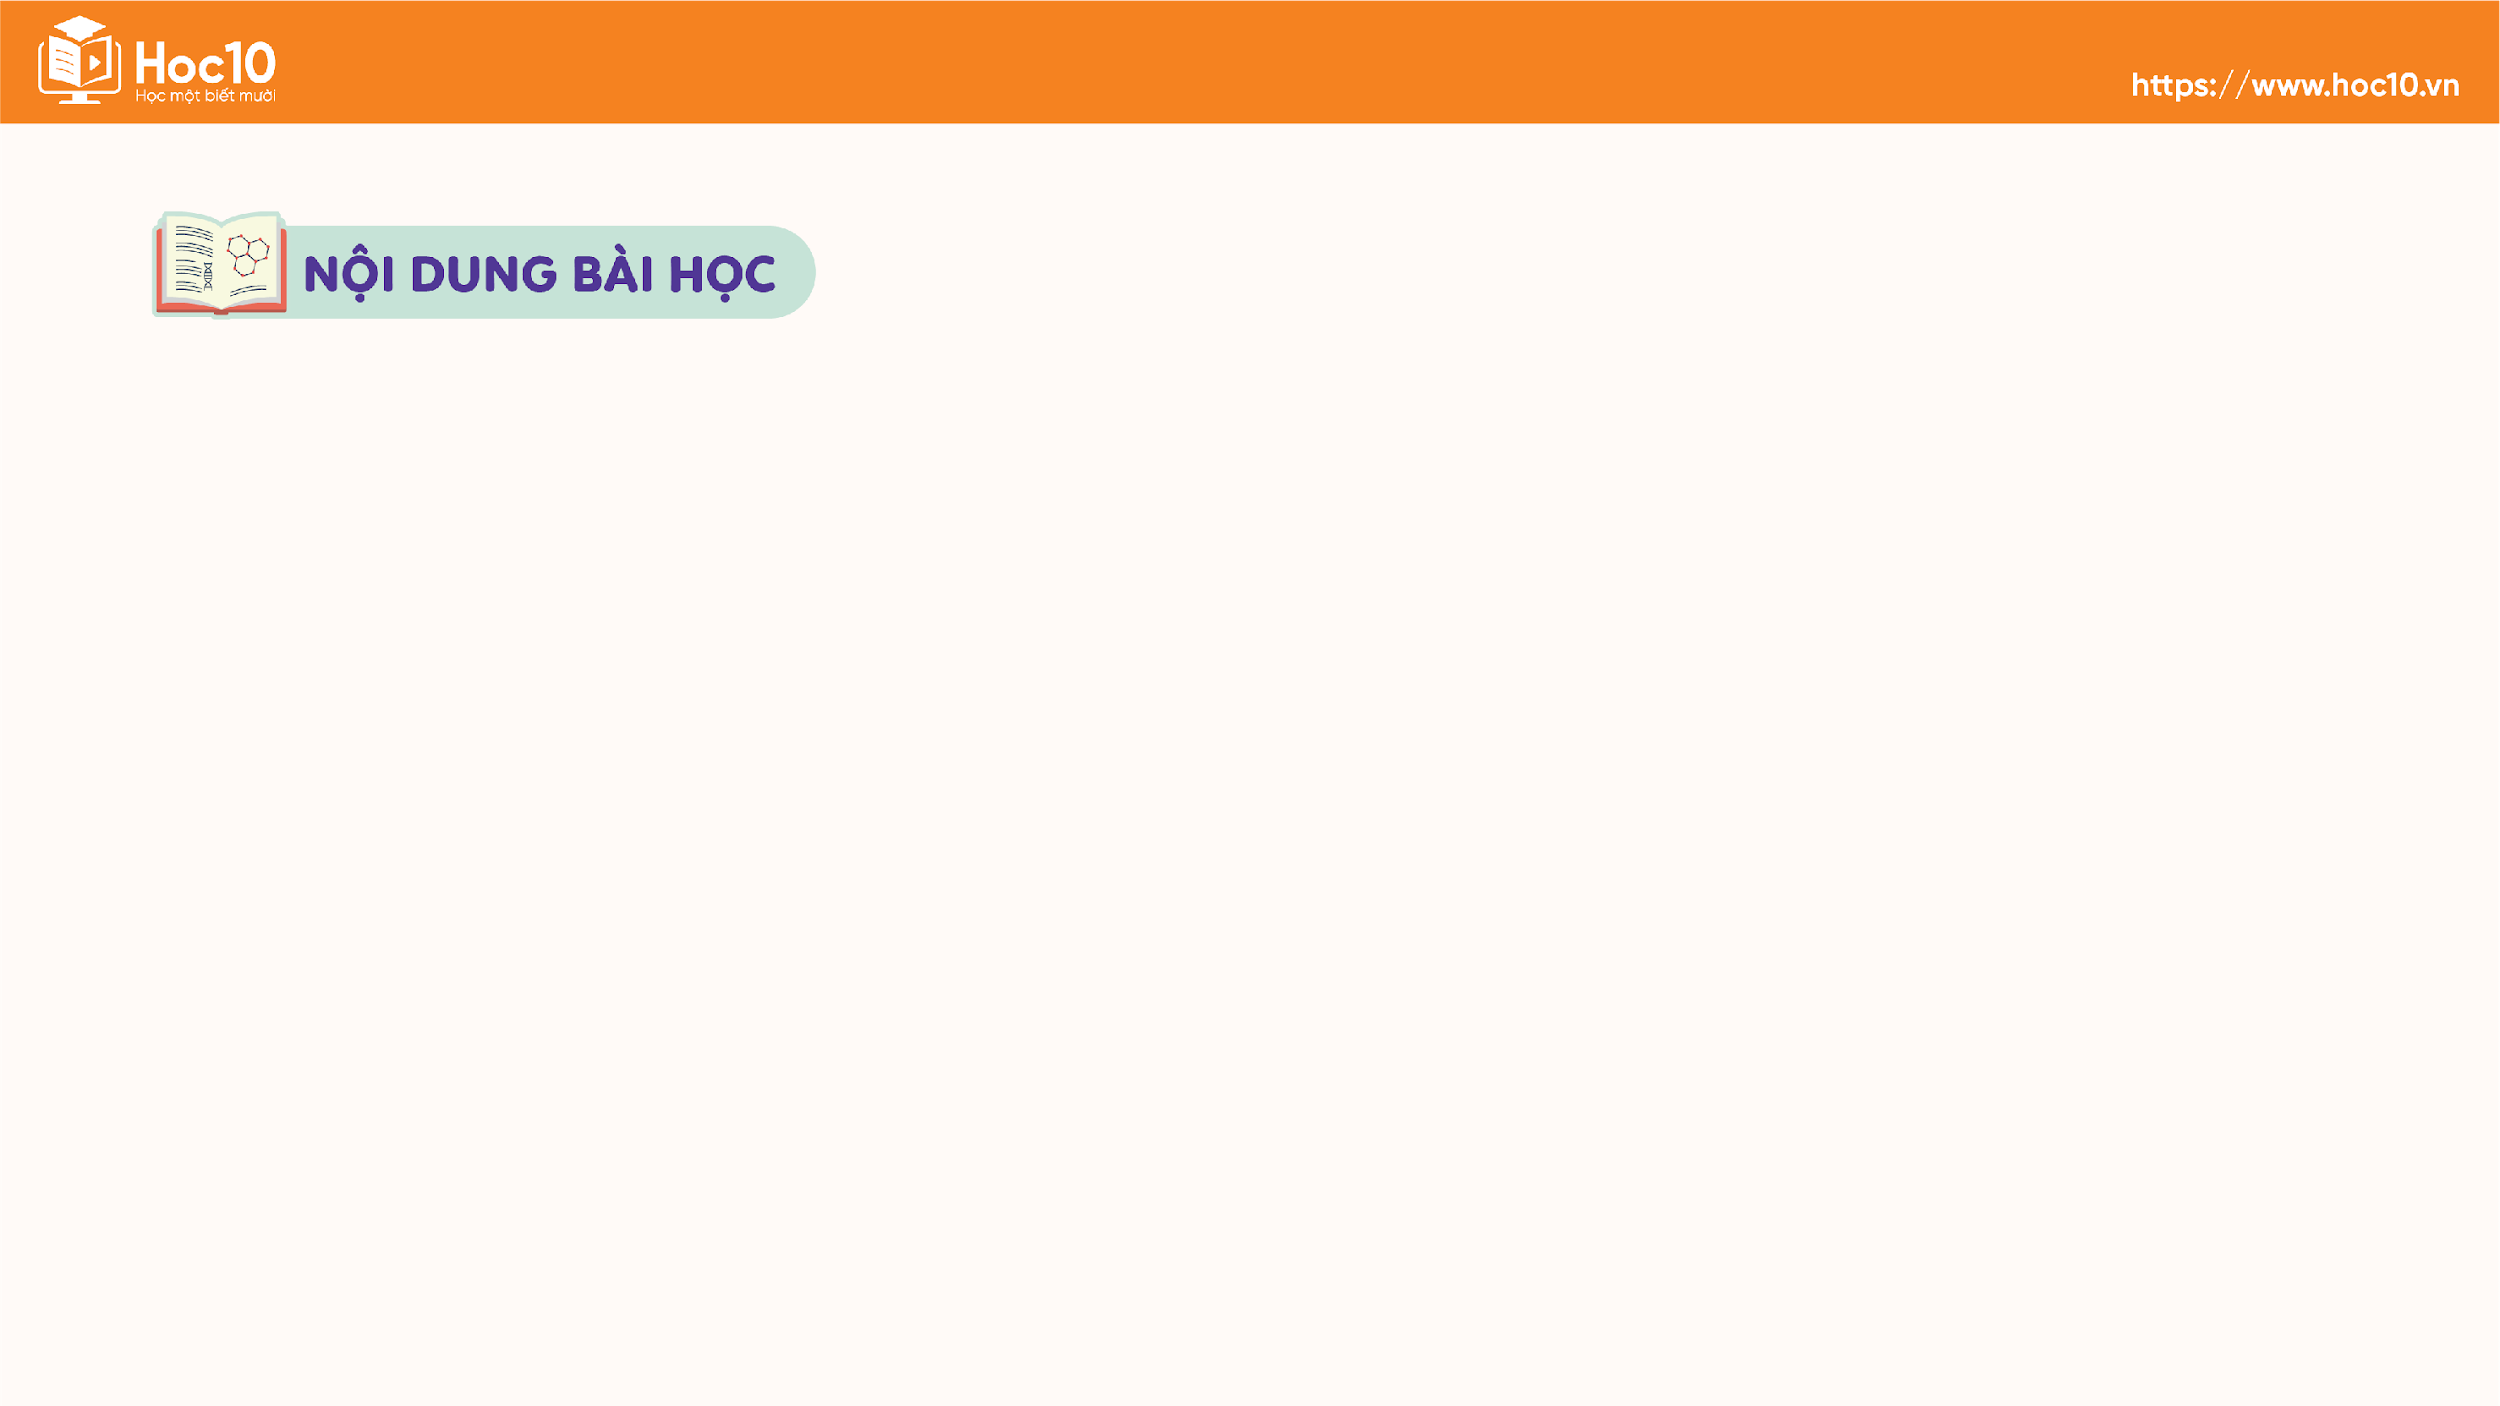 Hoc10
Học một biết mười
https://www.hoc10.vn
NỘI DUNG BÀI HỌC